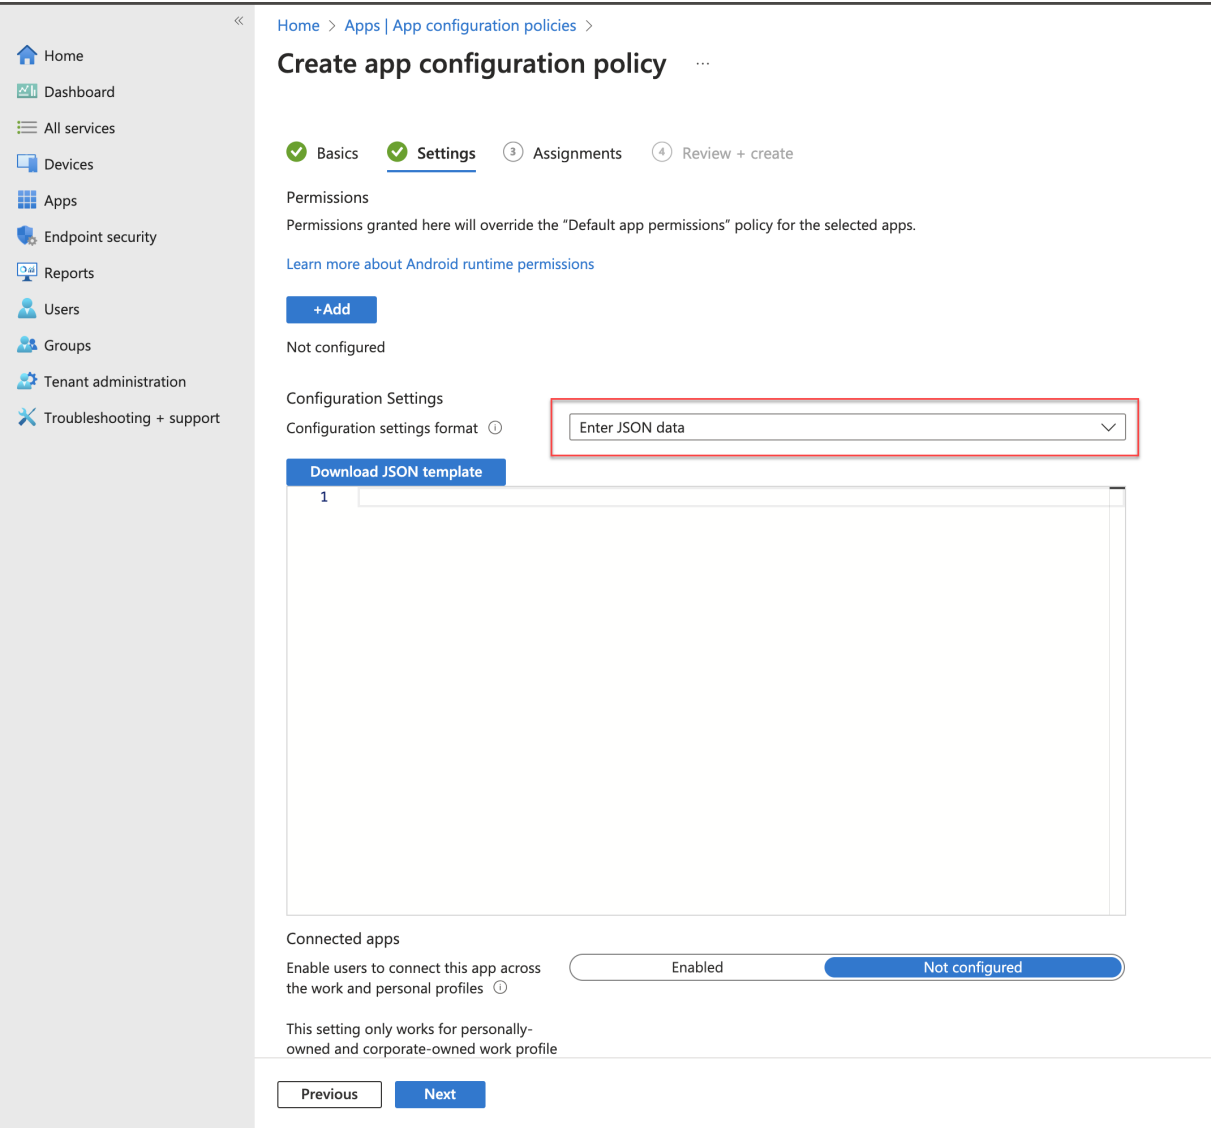 «
Home
Dashboard
All services
Devices
Apps
Endpoint security
Reports
Users
Groups
Tenant administration
Troubleshooting + support
Home > Apps | App configuration policies >
Create app configuration policy ...
Basics
Settings
3 Assignments
4 Review + create
Permissions
Permissions granted here will override the “Default app permissions” policy for the selected apps.
Learn more about Android runtime permissions
+Add
Not configured
Configuration Settings
Configuration settings format
Enter JSON data
Download JSON template
1
Connected apps
Enable users to connect this app across
the work and personal profiles
Enabled
Not configured
This setting only works for personally-
owned and corporate-owned work profile
Previous
Next